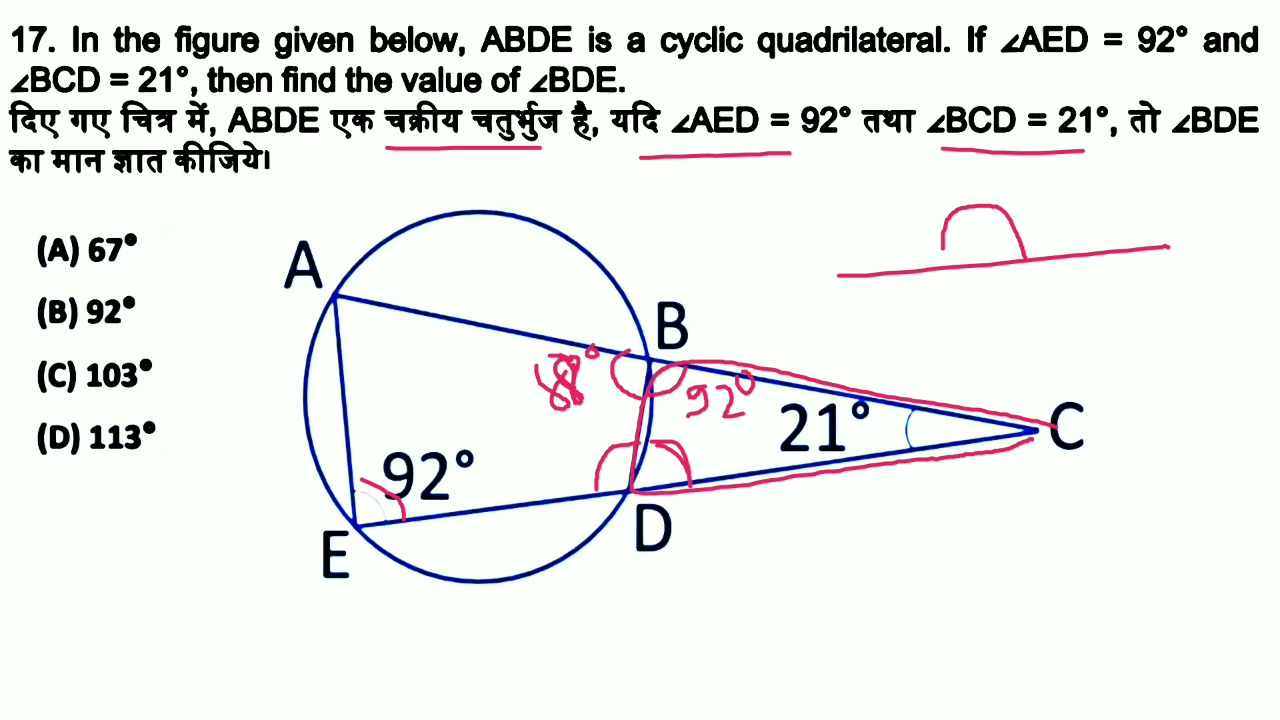 17. In the figure given below, ABDE is a cyclic quadrilateral. If ∠AED = 92° and
∠BCD = 21°, then find the value of ∠BDE.
दिए गए चित्र में, ABDE एक चक्रीय चतुर्भुज है, यदि ∠AED = 92° तथा ∠BCD = 21°, तो ∠BDE
का मान ज्ञात कीजिये।
(A) 67°
(B) 92°
(C) 103°
(D) 113°
A
B
92°
21°
C
92°
D
E